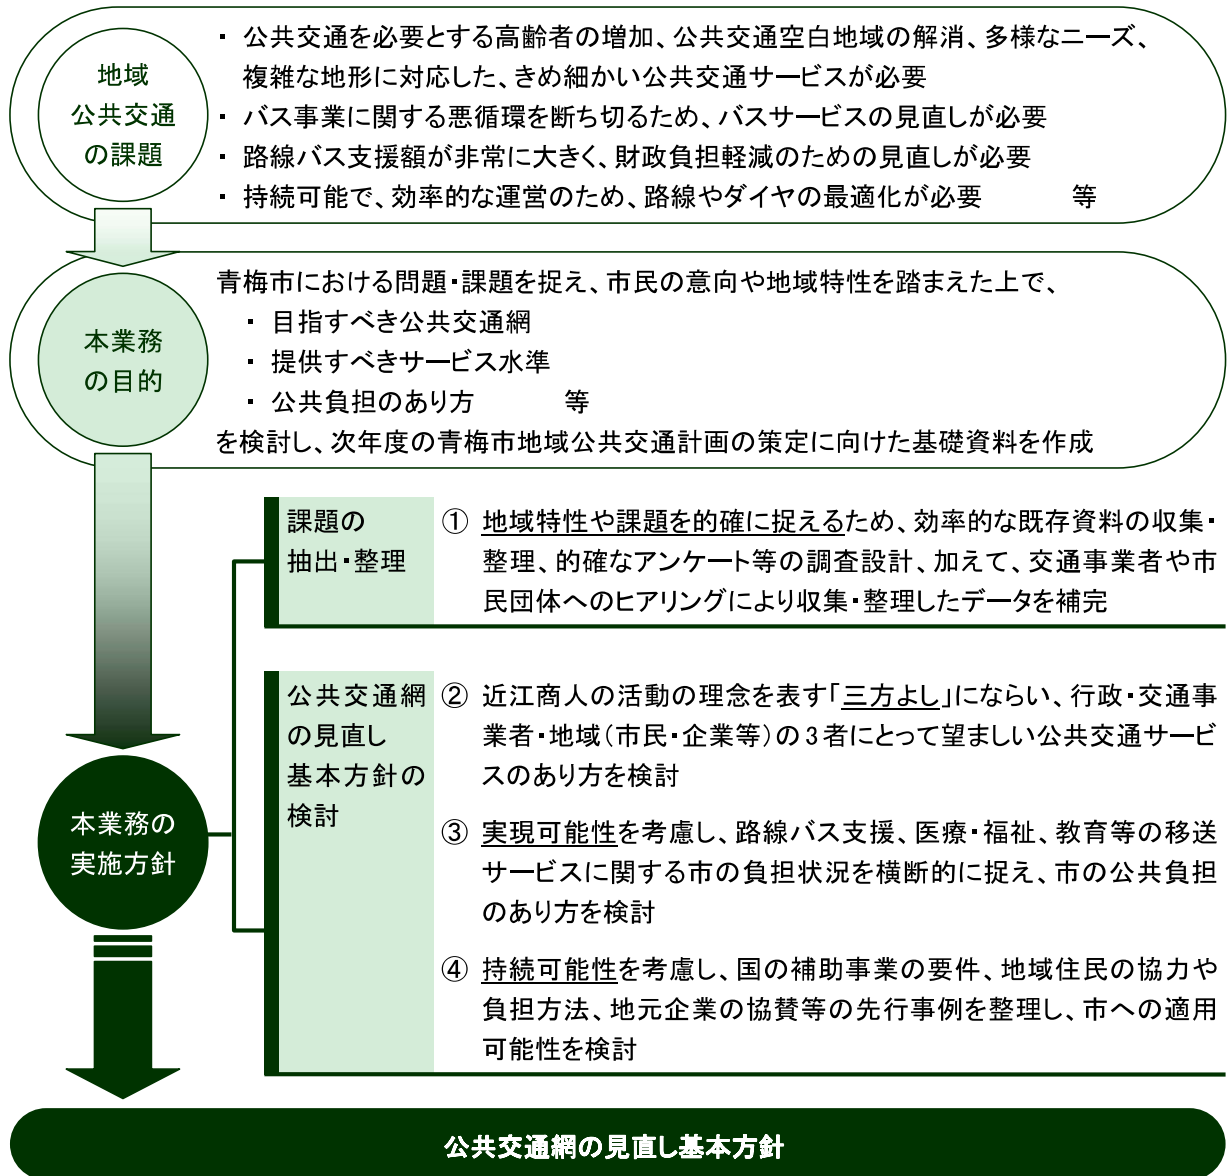 地域
公共交通
の課題
・ 公共交通を必要とする高齢者の増加、公共交通空白地域の解消、多様なニーズ、
複雑な地形に対応した、きめ細かい公共交通サービスが必要
・ バス事業に関する悪循環を断ち切るため、バスサービスの見直しが必要
・ 路線バス支援額が非常に大きく、財政負担軽減のための見直しが必要
・ 持続可能で、効率的な運営のため、路線やダイヤの最適化が必要 等
本業務
の目的
青梅市における問題・課題を捉え、市民の意向や地域特性を踏まえた上で、
・ 目指すべき公共交通網
・ 提供すべきサービス水準
・ 公共負担のあり方 等
を検討し、次年度の青梅市地域公共交通計画の策定に向けた基礎資料を作成
本業務の
実施方針
課題の
抽出・整理
① 地域特性や課題を的確に捉えるため、効率的な既存資料の収集・
整理、的確なアンケート等の調査設計、加えて、交通事業者や市
民団体へのヒアリングにより収集・整理したデータを補完
公共交通網
の見直し
基本方針の
検討
② 近江商人の活動の理念を表す「三方よし」にならい、行政・交通事
業者・地域(市民・企業等)の3者にとって望ましい公共交通サービ
スのあり方を検討
③ 実現可能性を考慮し、路線バス支援、医療・福祉、教育等の移送
サービスに関する市の負担状況を横断的に捉え、市の公共負担
のあり方を検討
④ 持続可能性を考慮し、国の補助事業の要件、地域住民の協力や
負担方法、地元企業の協賛等の先行事例を整理し、市への適用
可能性を検討
公共交通網の見直し基本方針